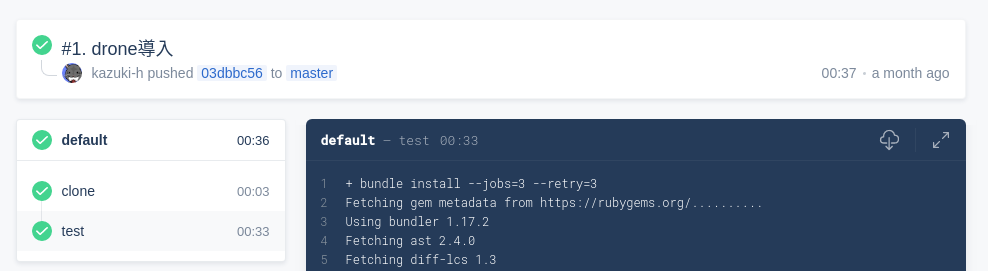 #1. drone導入
kazuki-h pushed 03dbbc56 to master
00:37 • a month ago
default 00:36
clone 00:03
test 00:33
default — test 00:33
1 + bundle install --jobs=3 --retry=3
2 Fetching gem metadata from https://rubygems.org/..........
3 Using bundler 1.17.2
4 Fetching ast 2.4.0
5 Fetching diff-lcs 1.3